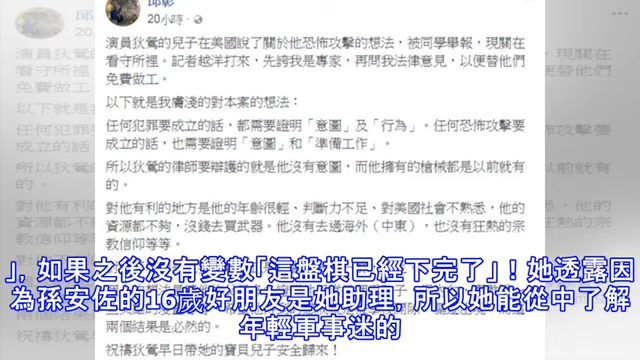 邱彰
20小時
演員狄鶯的兒子在美國說了關於他恐怖攻擊的想法，被同學舉報，現關在
看守所裡。記者越洋打來，先誇我是專家，再問我法律意見，以便替他們
免費做工。
以下就是我膚淺的對本案的想法：
任何犯罪要成立的話，都需要證明「意圖」及「行為」。任何恐怖攻擊要
成立的話，也需要證明「意圖」和「準備工作」。
所以狄鶯的律師要辯護的就是他沒有意圖，而他擁有的槍械都是以前就有
的。
對他有利的地方是他的年齡很輕、判斷力不足、對美國社會不熟悉，他的
資源都不夠，沒錢去買武器。他沒有去過海外（中東），也沒有狂熱的宗
教信仰等等。
」, 如果之後沒有變數「這盤棋已經下完了」！她透露因
為孫安佐的16歲好朋友是她助理, 所以她能從中了解
年輕軍事迷的
兩個結果是必然的。
祝禱狄鶯早日帶她的寶貝兒子安全歸來！